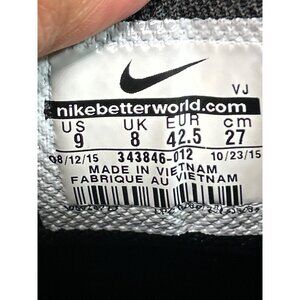 VJ
nikebetterworld.com
US UK EUR cm
9 8 42.5 27
08/12/15 343846-012 10/23/15
MADE IN VIETNAM
FABRIQUE AU VIETNAM